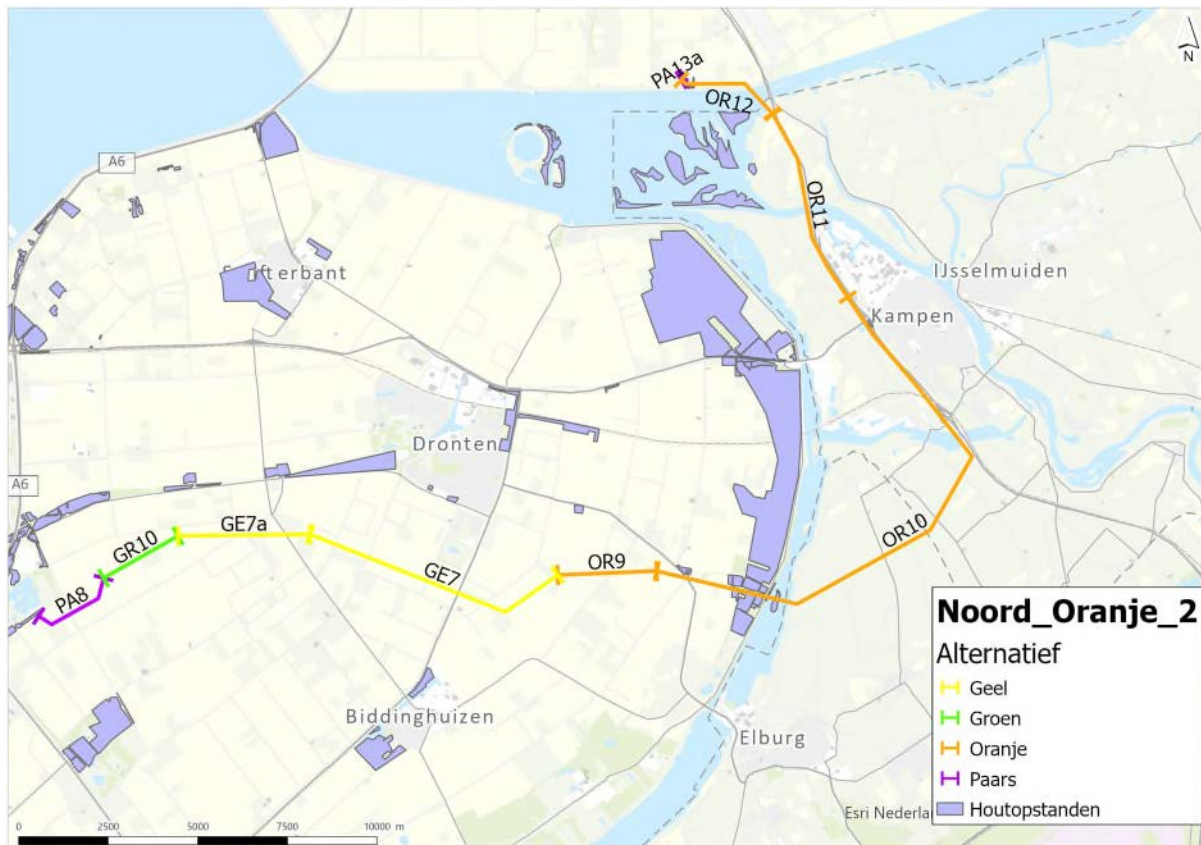 PA13a
OR12
N
A6
OR11
IJsselmuiden
Kampen
Dronten
A6
GE7a
GR10
OR10
OR9
GE7
PA8
Noord_Oranje_2
Alternatief
Geel
Groen
Oranje
Paars
Houtopstanden
Biddinghuizen
Elburg
Esri Nederla
0 2500 5000 7500 10000 m